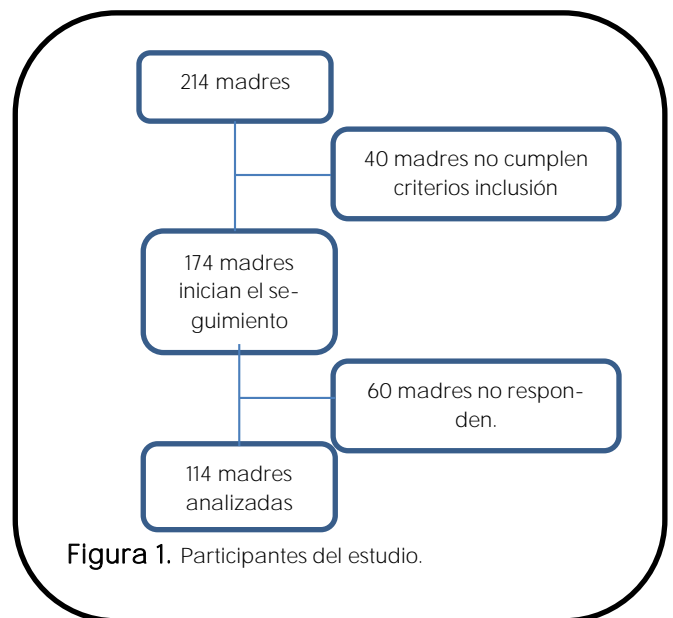 214 madres
40 madres no cumplen
criterios inclusión
174 madres
inician el se-
guimiento
60 madres no respon-
den.
114 madres
analizadas
Figura 1. Participantes del estudio.